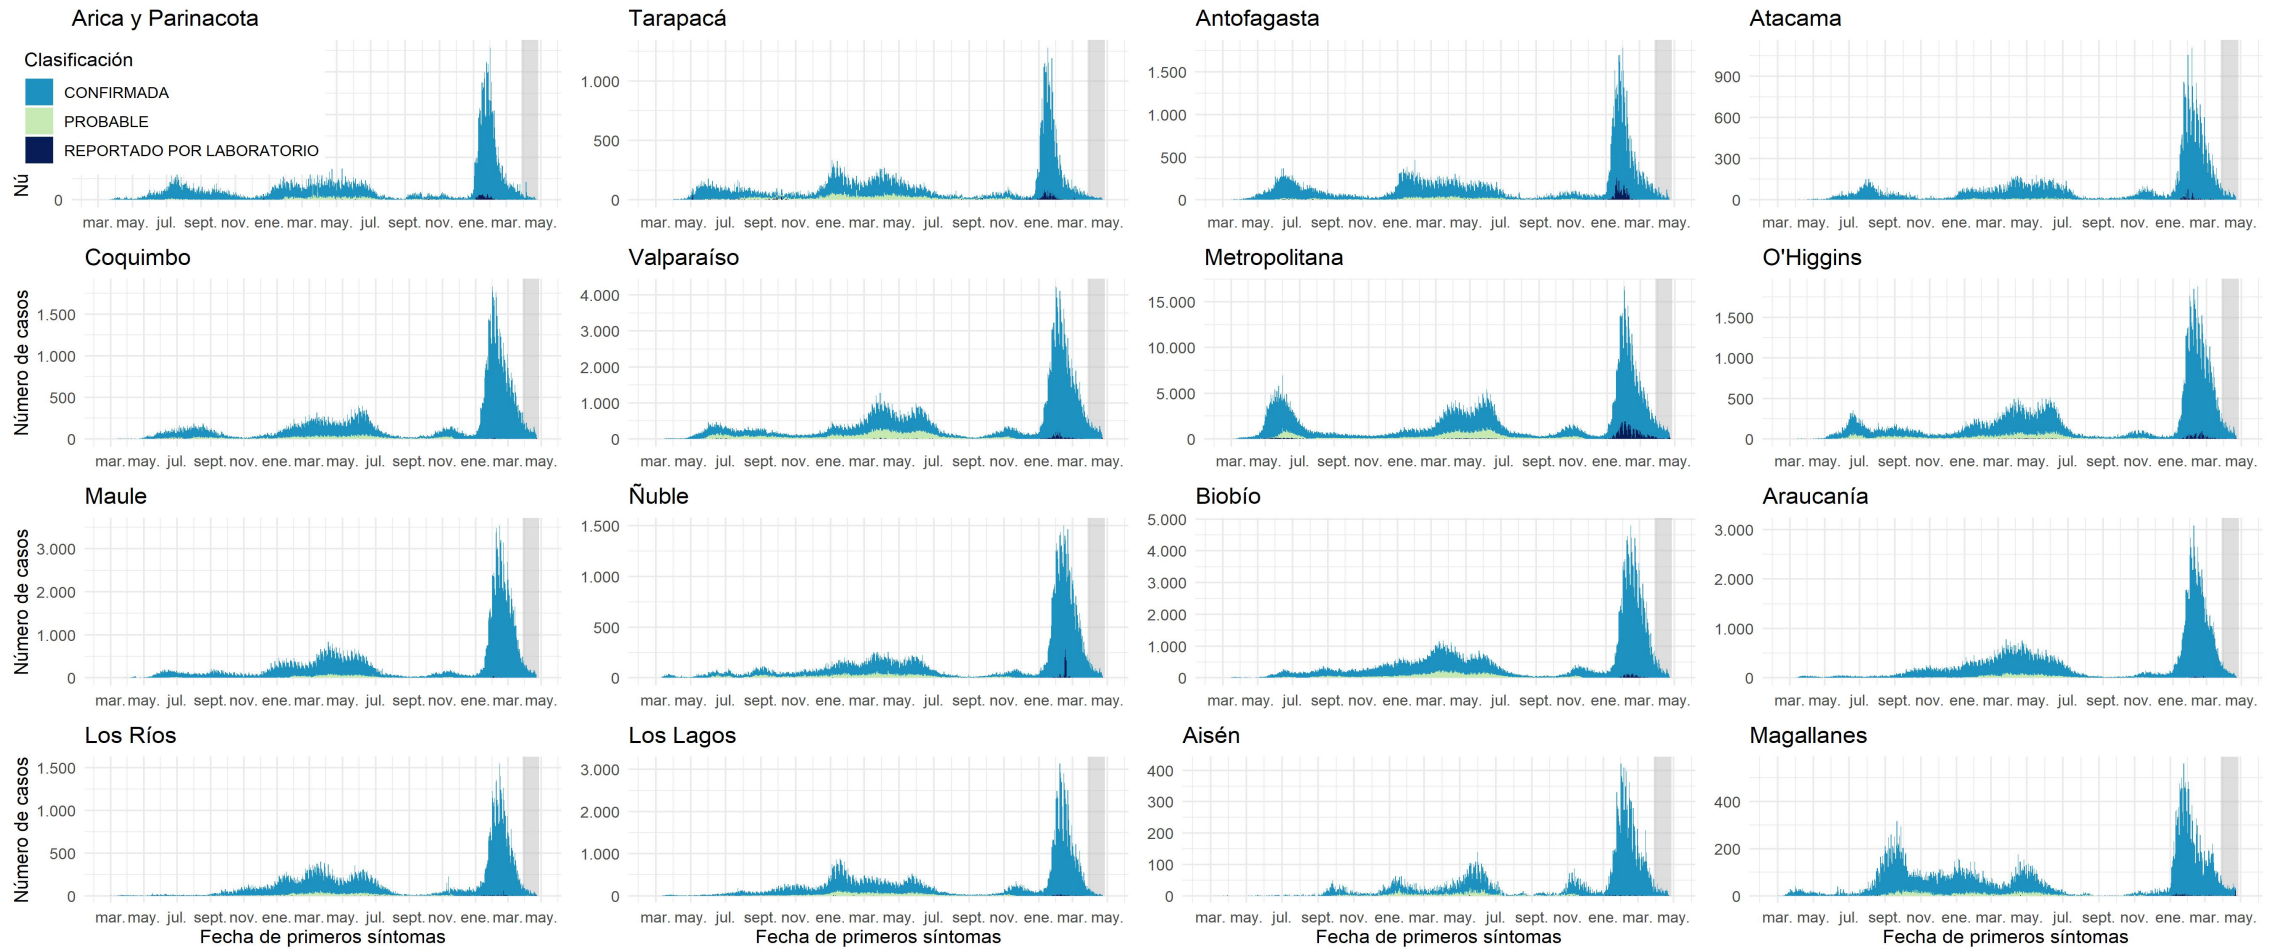 Arica y Parinacota
Clasificación
CONFIRMADA
PROBABLE
REPORTADO POR LABORATORIO
Nú
0
mar. may. jul. sept. nov. ene. mar. may. jul. sept. nov. ene. mar. may.
Tarapacá
1.000
500
0
mar. may. jul. sept. nov. ene. mar. may. jul. sept. nov. ene. mar. may.
Antofagasta
1.500
1.000
500
0
mar. may. jul. sept. nov. ene. mar. may. jul. sept. nov. ene. mar. may.
Atacama
900
600
300
0
mar. may. jul. sept. nov. ene. mar. may. jul. sept. nov. ene. mar. may.
Coquimbo
Número de casos
1.500
1.000
500
0
mar. may. jul. sept. nov. ene. mar. may. jul. sept. nov. ene. mar. may.
Valparaíso
4.000
3.000
2.000
1.000
0
mar. may. jul. sept. nov. ene. mar. may. jul. sept. nov. ene. mar. may.
Metropolitana
15.000
10.000
5.000
0
mar. may. jul. sept. nov. ene. mar. may. jul. sept. nov. ene. mar. may.
O'Higgins
1.500
1.000
500
0
mar. may. jul. sept. nov. ene. mar. may. jul. sept. nov. ene. mar. may.
Maule
Número de casos
3.000
2.000
1.000
0
mar. may. jul. sept. nov. ene. mar. may. jul. sept. nov. ene. mar. may.
Ñuble
1.500
1.000
500
0
mar. may. jul. sept. nov. ene. mar. may. jul. sept. nov. ene. mar. may.
Biobío
5.000
4.000
3.000
2.000
1.000
0
mar. may. jul. sept. nov. ene. mar. may. jul. sept. nov. ene. mar. may.
Araucanía
3.000
2.000
1.000
0
mar. may. jul. sept. nov. ene. mar. may. jul. sept. nov. ene. mar. may.
Los Ríos
Número de casos
1.500
1.000
500
0
mar. may. jul. sept. nov. ene. mar. may. jul. sept. nov. ene. mar. may.
Fecha de primeros síntomas
Los Lagos
3.000
2.000
1.000
0
mar. may. jul. sept. nov. ene. mar. may. jul. sept. nov. ene. mar. may.
Fecha de primeros síntomas
Aisén
400
300
200
100
0
mar. may. jul. sept. nov. ene. mar. may. jul. sept. nov. ene. mar. may.
Fecha de primeros síntomas
Magallanes
400
200
0
mar. may. jul. sept. nov. ene. mar. may. jul. sept. nov. ene. mar. may.
Fecha de primeros síntomas